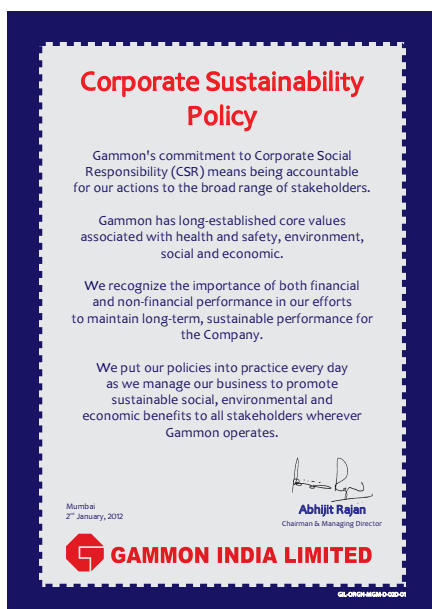 Corporate Sustainability
Policy
Gammon's commitment to Corporate Social
Responsibility (CSR) means being accountable
for our actions to the broad range of stakeholders.
Gammon has long-established core values
associated with health and safety, environment,
social and economic.
We recognize the importance of both financial
and non-financial performance in our efforts
to maintain long-term, sustainable performance for
the Company.
We put our policies into practice every day
as we manage our business to promote
sustainable social, environmental and
economic benefits to all stakeholders wherever
Gammon operates.
Mumbai
2nd January, 2012
Abhijit Rajan
Chairman & Managing Director
GAMMON INDIA LIMITED
GIL-ORGN-MGM-D-020-01